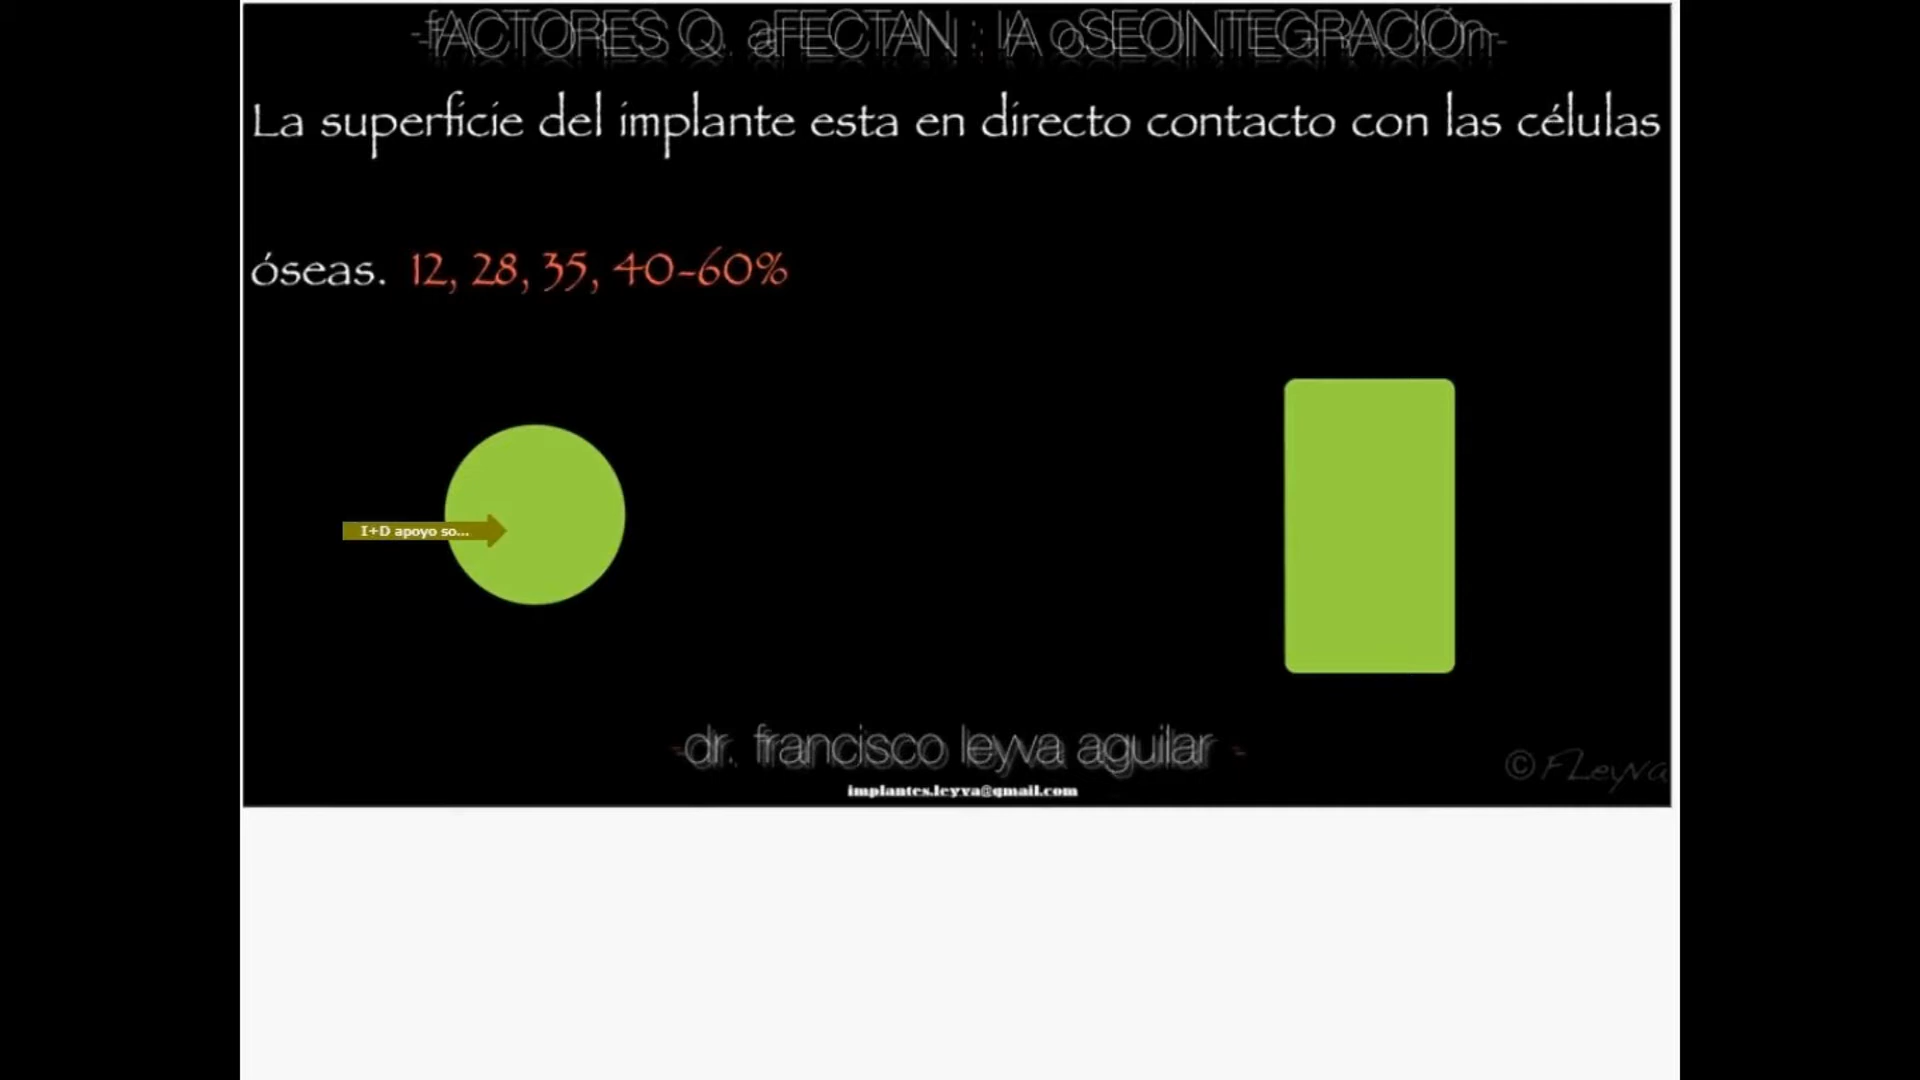 -fACTORES Q. aFECTAN : lA oSEOINTEGRACIÓn-
La superficie del implante esta en directo contacto con las células
óseas. 12, 28, 35, 40-60%
I+D apoyo so...
-dr. francisco leyva aguilar -
implantes.leyva@gmail.com
© FLeyva